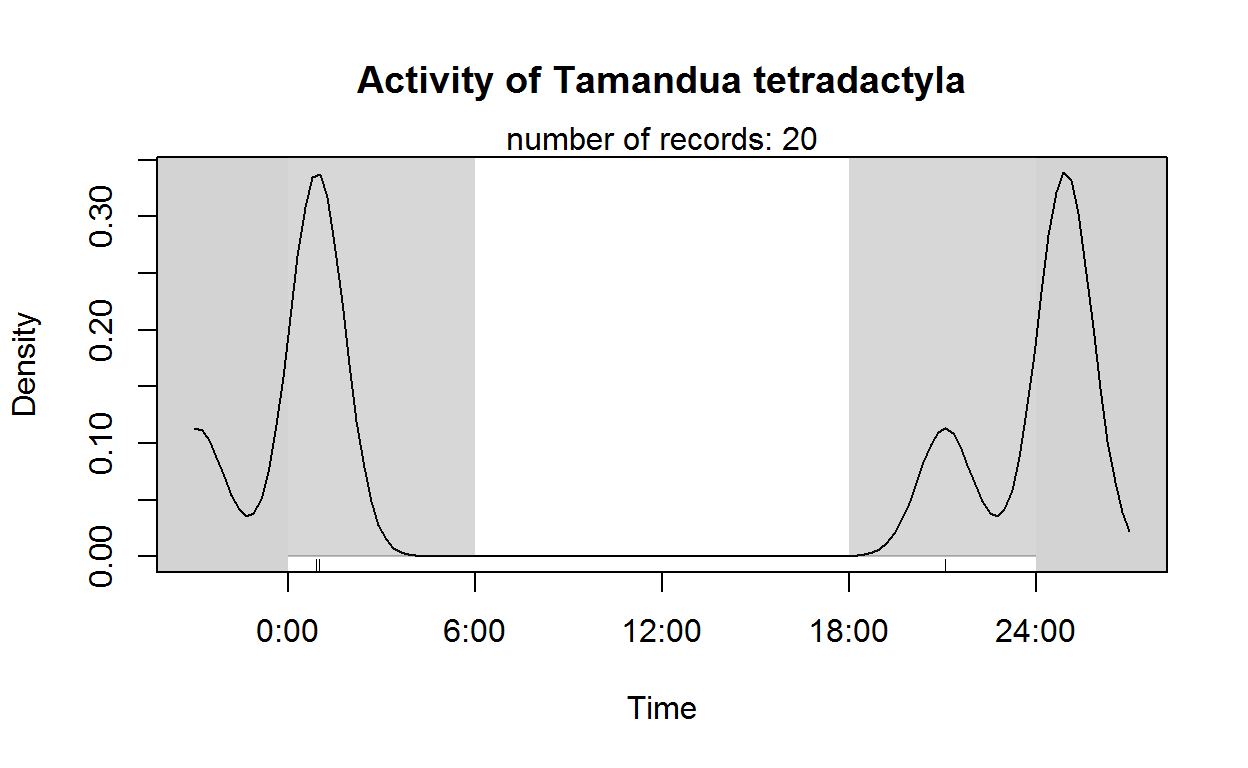 Activity of Tamandua tetradactyla
number of records: 20
Density
0.30
0.20
0.10
0.00
0:00 6:00 12:00 18:00 24:00
Time